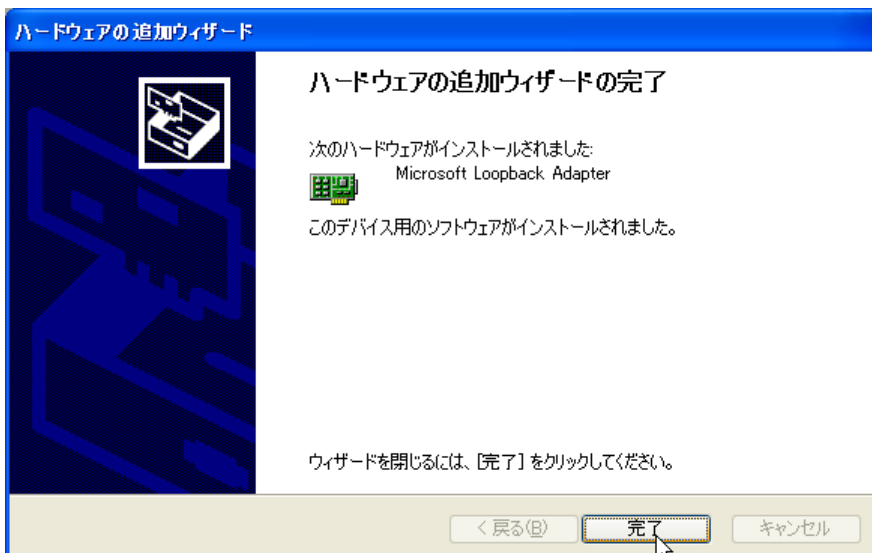 ハードウェアの追加ウィザード
ハードウェアの追加ウィザードの完了
次のハードウェアがインストールされました:
Microsoft Loopback Adapter
このデバイス用のソフトウェアがインストールされました。
ウィザードを閉じるには、[完了] をクリックしてください。
< 戻る(B)
完了
キャンセル